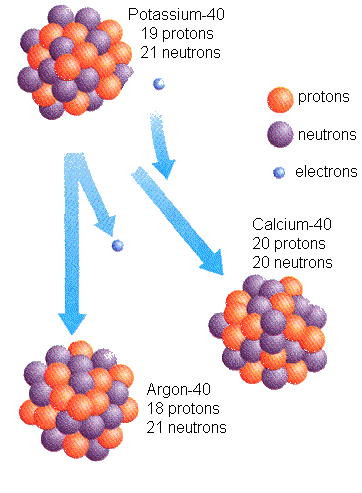 Potassium-40
19 protons
21 neutrons
protons
neutrons
electrons
Calcium-40
20 protons
20 neutrons
Argon-40
18 protons
21 neutrons